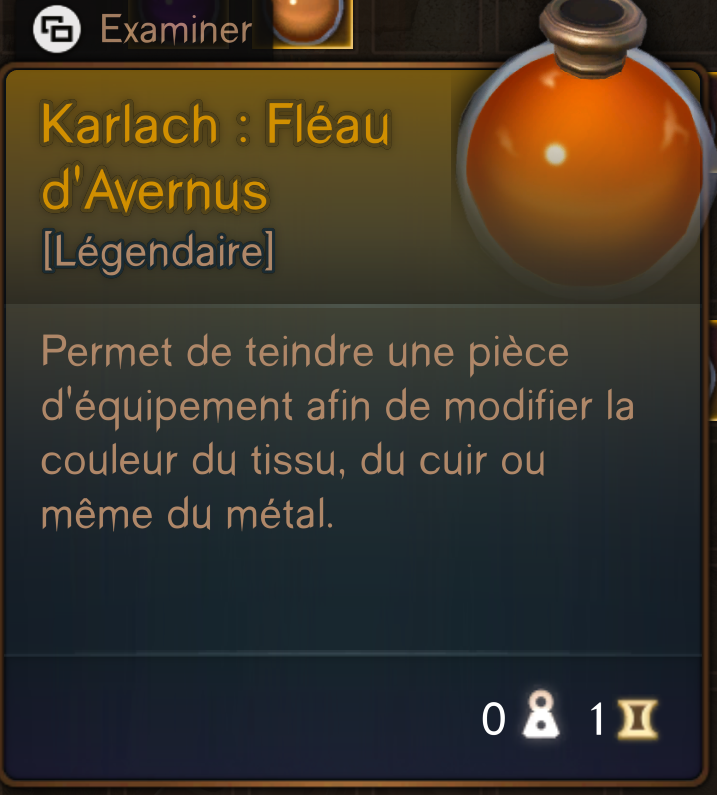 Examiner
Karlach : Fléau
d'Avernus
[Légendaire]
Permet de teindre une pièce
d'équipement afin de modifier la
couleur du tissu, du cuir ou
même du métal.
0 1